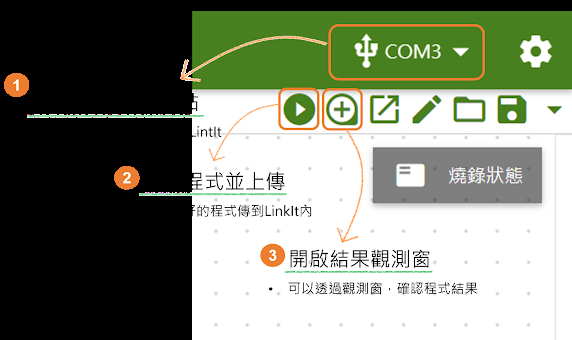 COM3
1
站
LintIt
2
程式並上傳
的程式傳到LinkIt內
燒錄狀態
3 開啟結果觀測窗
• 可以透過觀測窗，確認程式結果